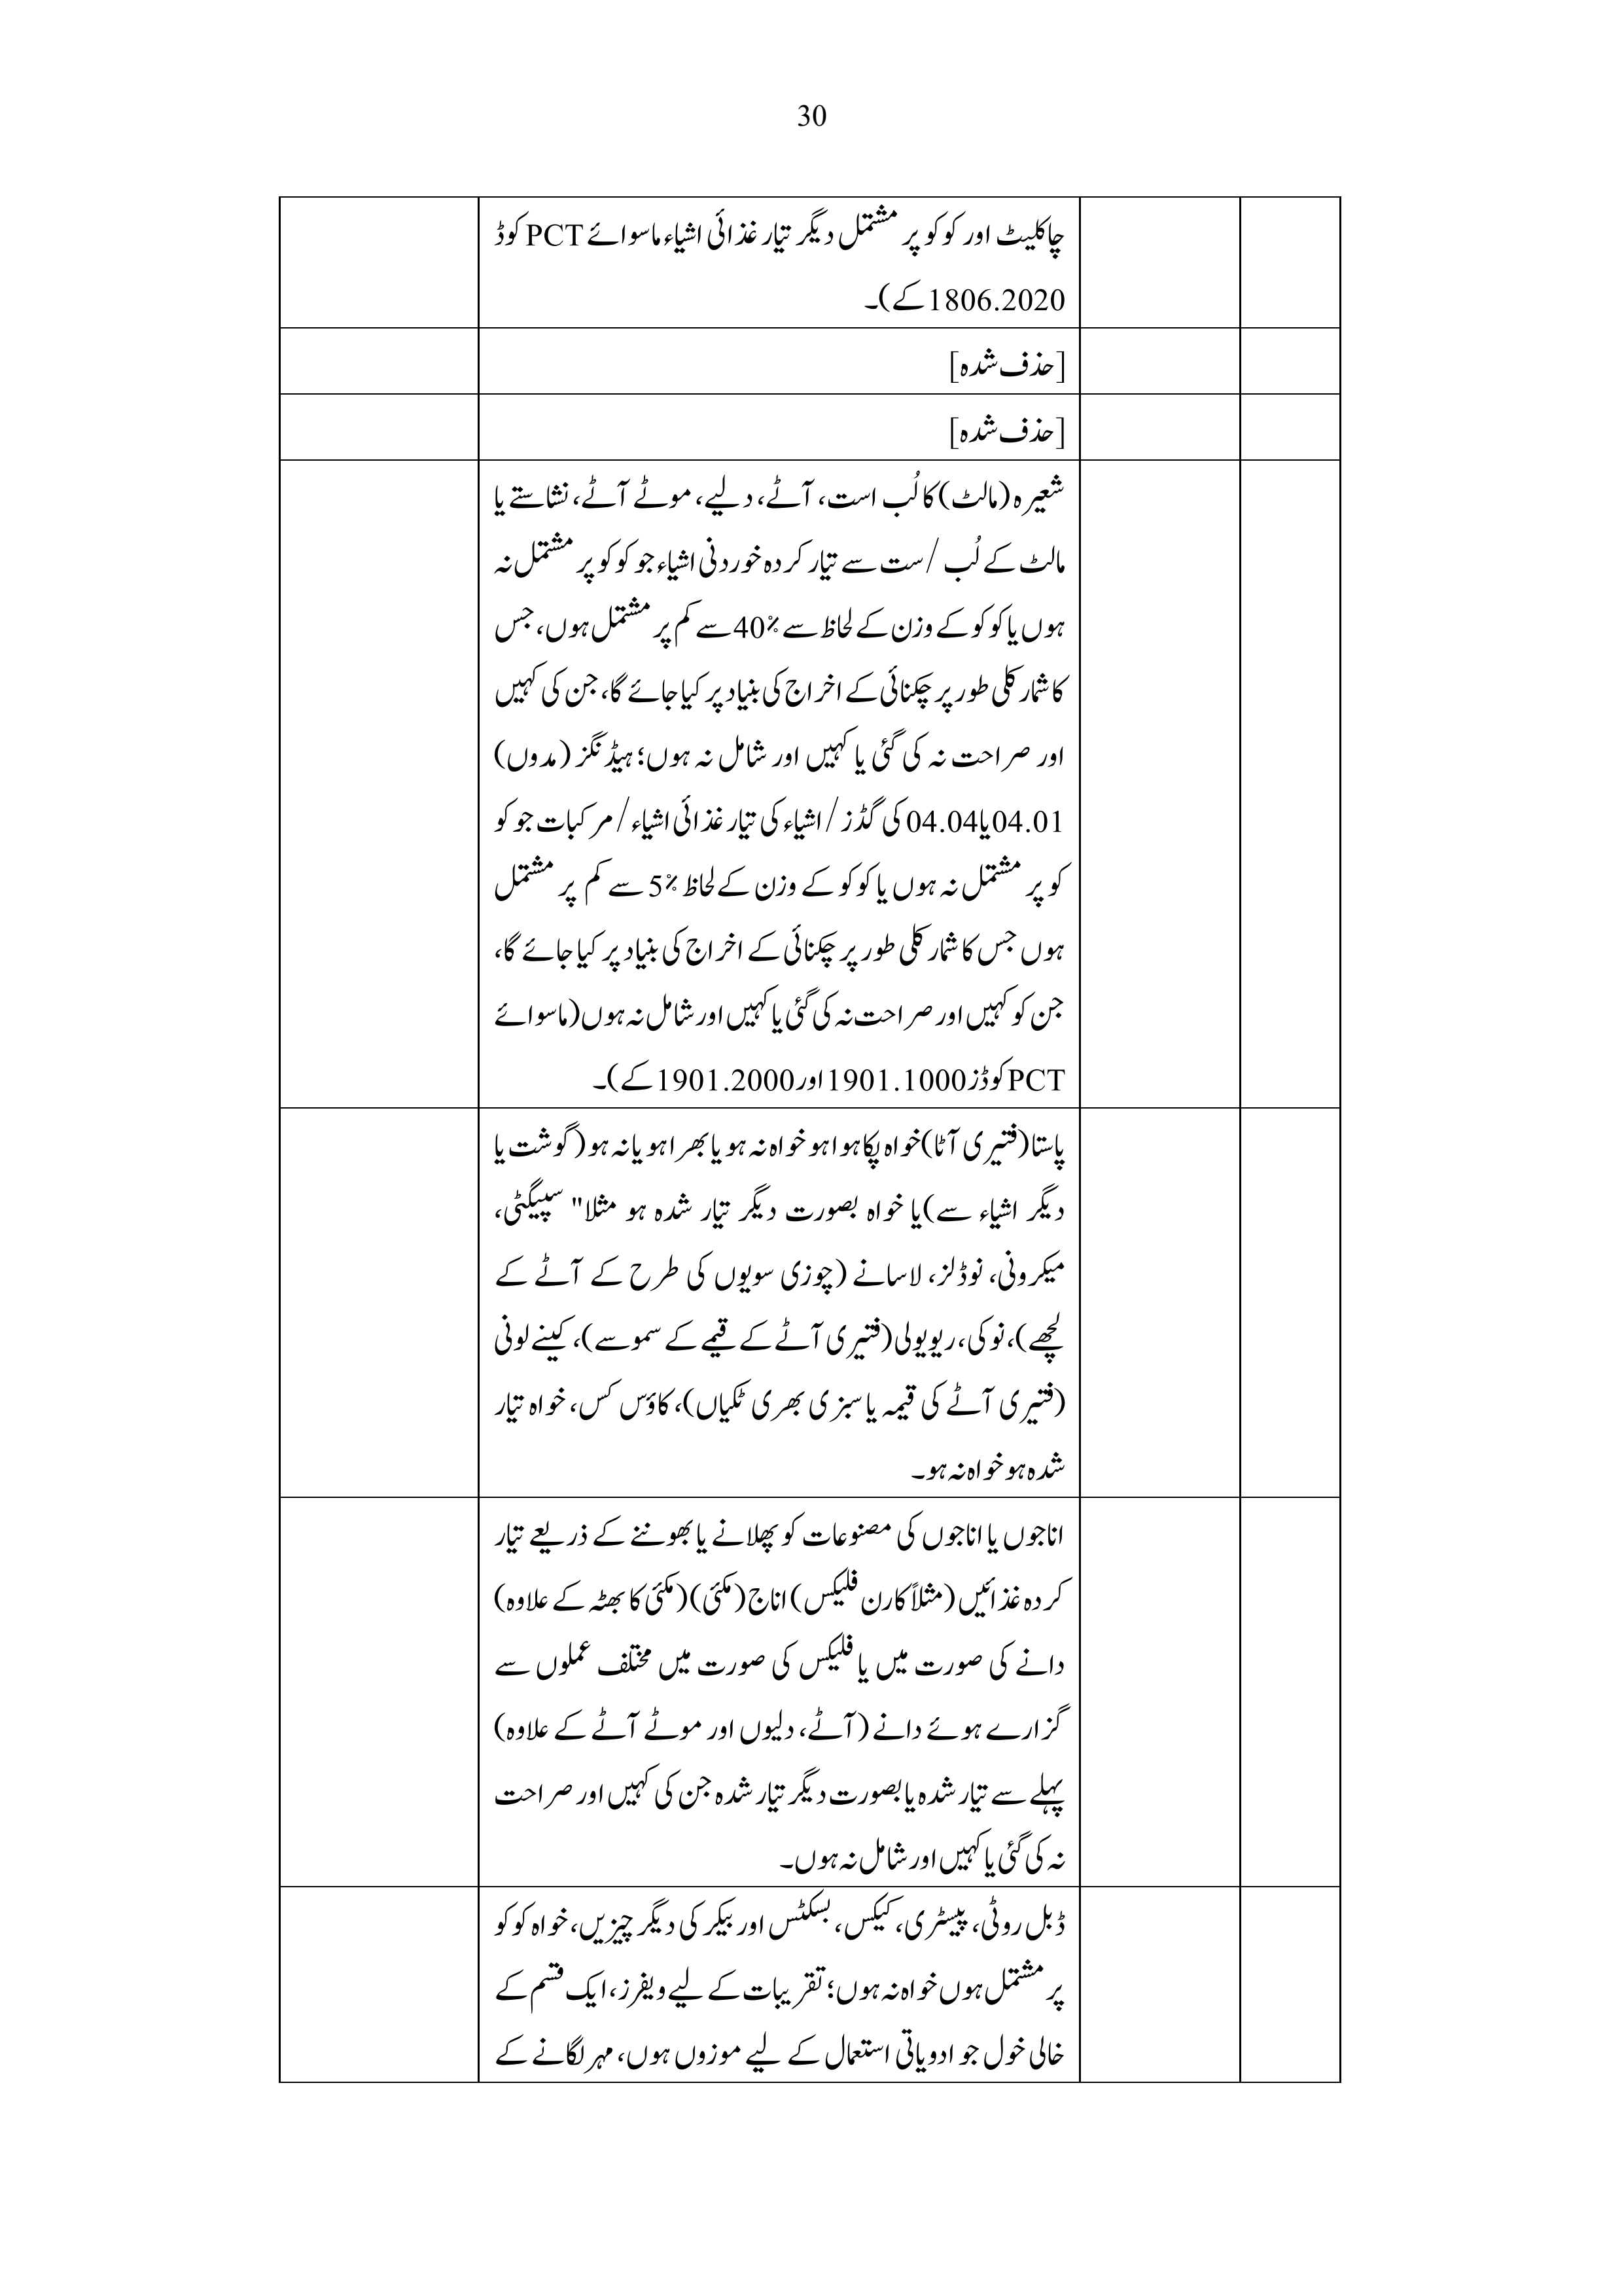 30
چاکلیٹ اور کوکو پر مشتمل دیگر تیار غذائی اشیاء ماسوائے PCT کوڈ
1806.2020 کے)۔
[حذف شدہ]
[حذف شدہ]
شعیرہ (مالٹ) کا لُب است، آٹے، دلیے، موٹے آٹے، نشاستے یا
مالٹ کے لُب /ست سے تیار کردہ خوردنی اشیاء جو کوکو پر مشتمل نہ
ہوں یا کوکو کے وزن کے لحاظ سے 40% سے کم پر مشتمل ہوں، جس
کا شمار کلی طور پر چکنائی کے اخراج کی بنیاد پر کیا جائے گا، جن کی کہیں
اور صراحت نہ کی گئی یا کہیں اور شامل نہ ہوں؛ ہیڈنگز (مدوں)
04.01 یا 04.04 کی گڈز /اشیاء کی تیار غذائی اشیاء/مرکبات جو کو
کو پر مشتمل نہ ہوں یا کوکو کے وزن کے لحاظ 5% سے کم پر مشتمل
ہوں جس کا شمار کلی طور پر چکنائی کے اخراج کی بنیاد پر کیا جائے گا،
جن کو کہیں اور صراحت نہ کی گئی یا کہیں اور شامل نہ ہوں (ماسوائے
PCT کوڈز 1901.1000 اور 1901.2000 کے)۔
پاستا (فتیری آٹا) خواہ پکا ہوا ہو خواہ نہ ہو یا بھرا ہو یا نہ ہو (گوشت یا
دیگر اشیاء سے) یا خواہ بصورت دیگر تیار شدہ ہو مثلا" سپیگٹی،
میکرونی، نوڈلز، لاسانے (چوزی سویوں کی طرح کے آٹے کے
لچھے)، نوکی، ریویولی (فتیری آٹے کے قیمے کے سموسے)، کینے لونی
(فتیری آٹے کی قیمہ یا سبزی بھری ٹکیاں)، کاؤس کس، خواہ تیار
شدہ ہو خواہ نہ ہو۔
اناجوں یا اناجوں کی مصنوعات کو پھلانے یا بھوننے کے ذریعے تیار
کردہ غذائیں (مثلاً کارن فلیکس) اناج (مکئی) (مکئی کا بھٹہ کے علاوہ)
دانے کی صورت میں یا فلیکس کی صورت میں مختلف عملوں سے
گزارے ہوئے دانے (آٹے، دلیوں اور موٹے آٹے کے علاوہ)
پہلے سے تیار شدہ یا بصورت دیگر تیار شدہ جن کی کہیں اور صراحت
نہ کی گئی یا کہیں اور شامل نہ ہوں۔
ڈبل روٹی، پیسٹری، کیکس، بسکٹس اور بیکر کی دیگر چیزیں، خواہ کوکو
پر مشتمل ہوں خواہ نہ ہوں؛ تقریبات کے لیے ویفرز، ایک قسم کے
خالی خول جو ادویاتی استعمال کے لیے موزوں ہوں، مہر لگانے کے